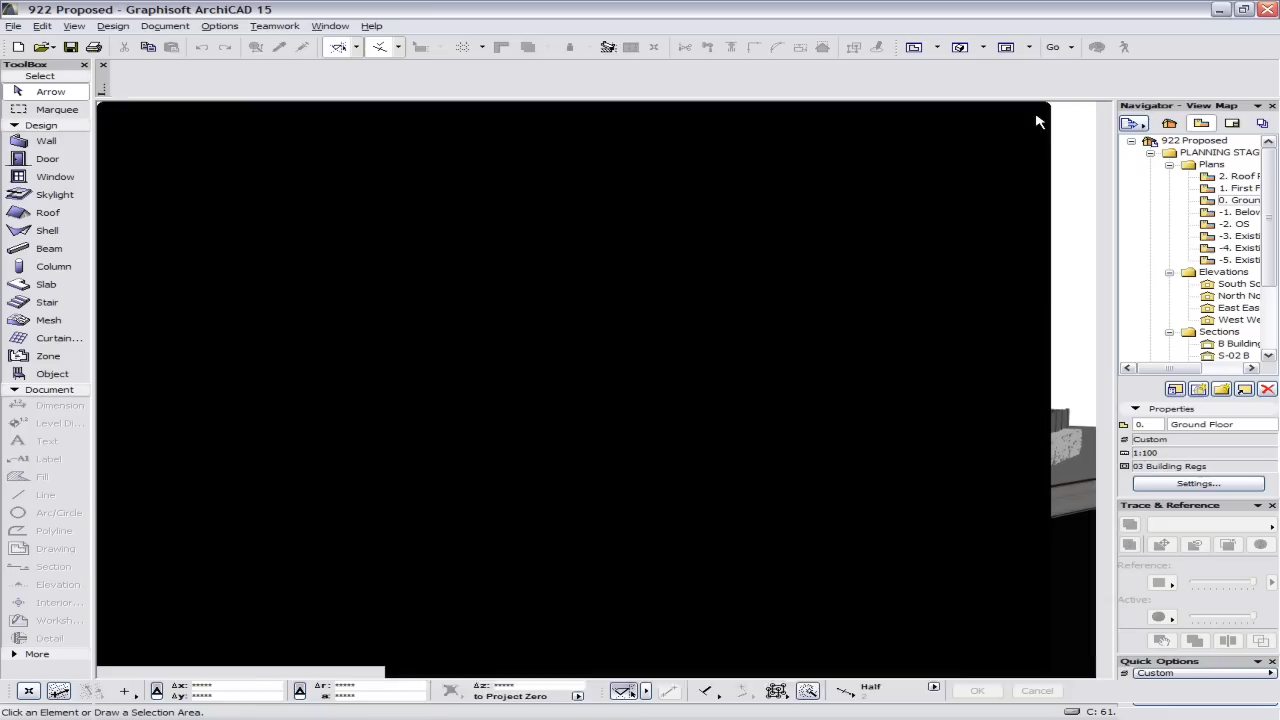 922 Proposed - Graphisoft ArchiCAD 15
File Edit View Design Document Options Teamwork Window Help
Go
ToolBox
Select
Arrow
Marquee
Design
Wall
Door
Window
Skylight
Roof
Shell
Beam
Column
Slab
Stair
Mesh
Curtain...
Zone
Object
Document
Dimension
Level Di...
Text
Label
Fill
Line
Arc/Circle
Polyline
Drawing
Section
Elevation
Interior...
Worksh...
Detail
More
Navigator - View Map
922 Proposed
PLANNING STAG
Plans
2. Roof F
1. First F
0. Groun
-1. Below
-2. OS
-3. Existi
-4. Existi
-5. Existi
Elevations
South So
North No
East Eas
West We
Sections
B Building
S-02 B
Properties
0. Ground Floor
Custom
1:100
03 Building Regs
Settings...
Trace & Reference
Reference:
Active:
Quick Options
Custom
Δx: *****
Δy: *****
Δr: *****
a: *****
Δz: *****
to Project Zero
Half
2
OK
Cancel
Click an Element or Draw a Selection Area.
C: 61.